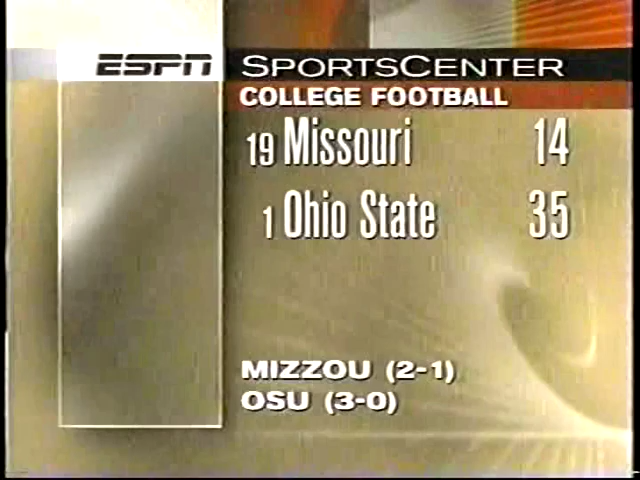 ESPN SPORTSCENTER
COLLEGE FOOTBALL
19 Missouri 14
1 Ohio State 35
MIZZOU (2-1)
OSU (3-0)